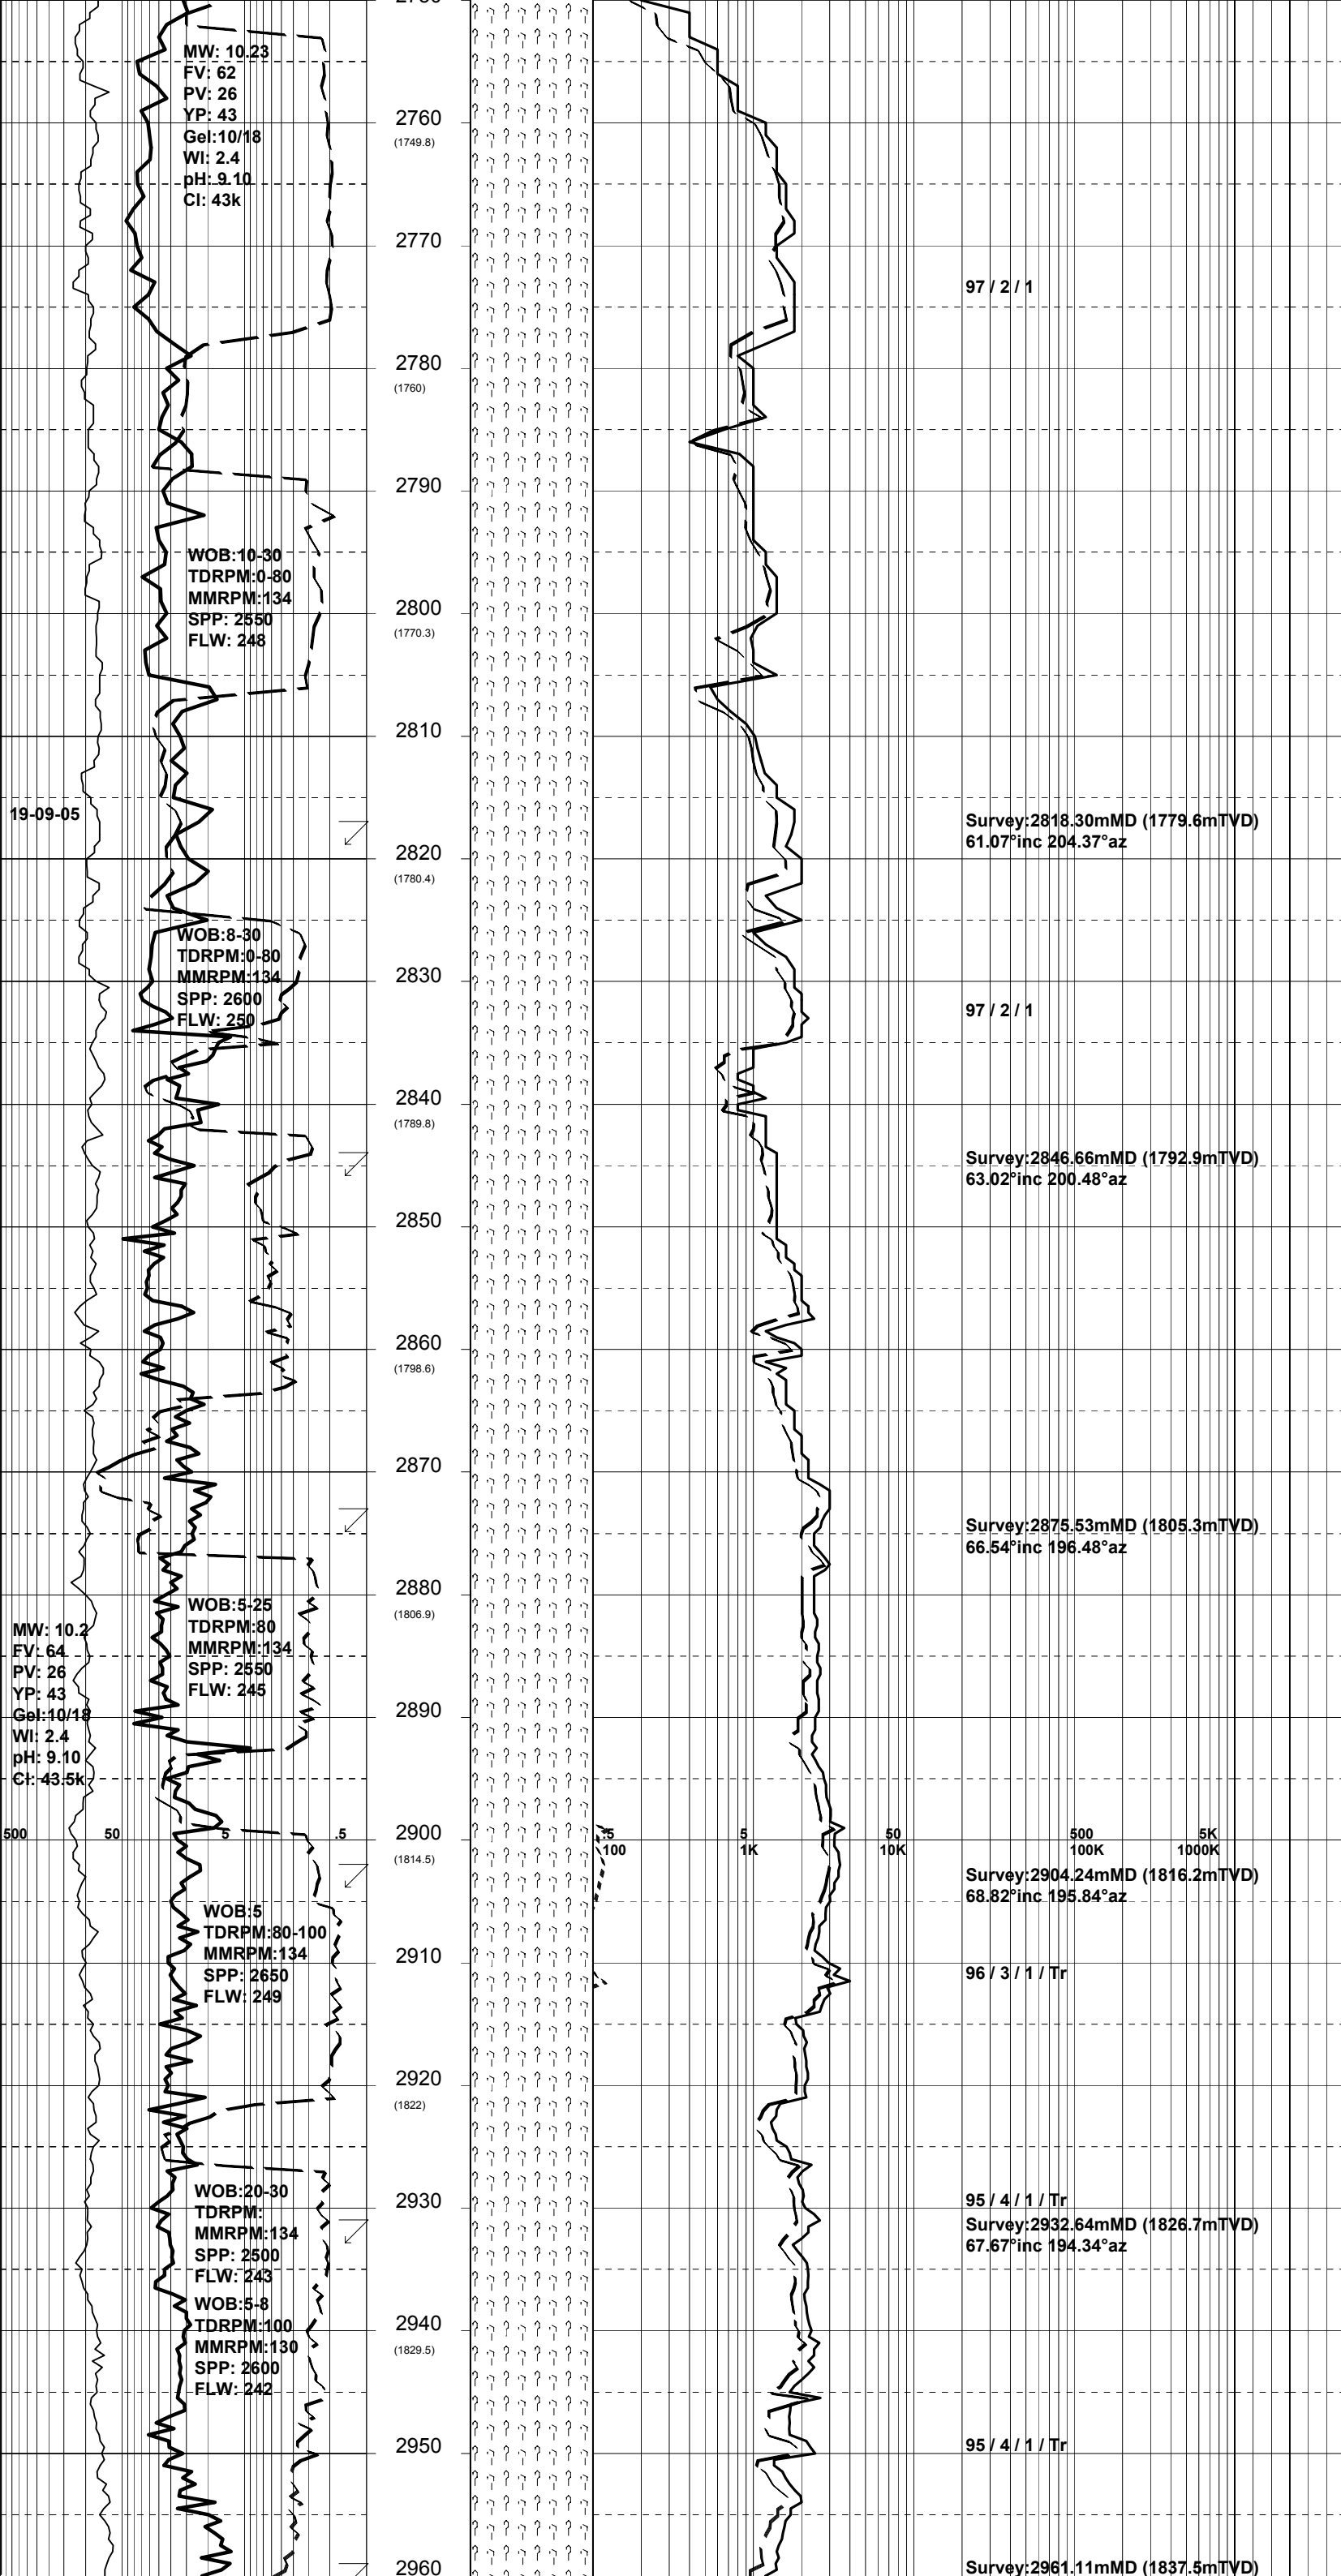 MW: 10.23
FV: 62
PV: 26
YP: 43
Gel:10/18
Wl: 2.4
pH: 9.10
Cl: 43k
2760
(1749.8)
2770
97 / 2 / 1
2780
(1760)
2790
WOB:10-30
TDRPM:0-80
MMRPM:134
SPP: 2550
FLW: 248
2800
(1770.3)
2810
19-09-05
Survey:2818.30mMD (1779.6mTVD)
61.07°inc 204.37°az
2820
(1780.4)
WOB:8-30
TDRPM:0-80
MMRPM:134
SPP: 2600
FLW: 250
2830
97 / 2 / 1
2840
(1789.8)
Survey:2846.66mMD (1792.9mTVD)
63.02°inc 200.48°az
2850
2860
(1798.6)
2870
Survey:2875.53mMD (1805.3mTVD)
66.54°inc 196.48°az
2880
(1806.9)
WOB:5-25
TDRPM:80
MMRPM:134
SPP: 2550
FLW: 245
MW: 10.2
FV: 64
PV: 26
YP: 43
Gel:10/18
Wl: 2.4
pH: 9.10
Cl: 43.5k
2890
500 50 5 .5 2900 .5 5 50 500 5K
100 1K 10K 100K 1000K
(1814.5)
Survey:2904.24mMD (1816.2mTVD)
68.82°inc 195.84°az
WOB:5
TDRPM:80-100
MMRPM:134
SPP: 2650
FLW: 249
2910
96 / 3 / 1 / Tr
2920
(1822)
WOB:20-30
TDRPM:
MMRPM:134
SPP: 2500
FLW: 243
2930
95 / 4 / 1 / Tr
Survey:2932.64mMD (1826.7mTVD)
67.67°inc 194.34°az
WOB:5-8
TDRPM:100
MMRPM:130
SPP: 2600
FLW: 242
2940
(1829.5)
2950
95 / 4 / 1 / Tr
2960
Survey:2961.11mMD (1837.5mTVD)